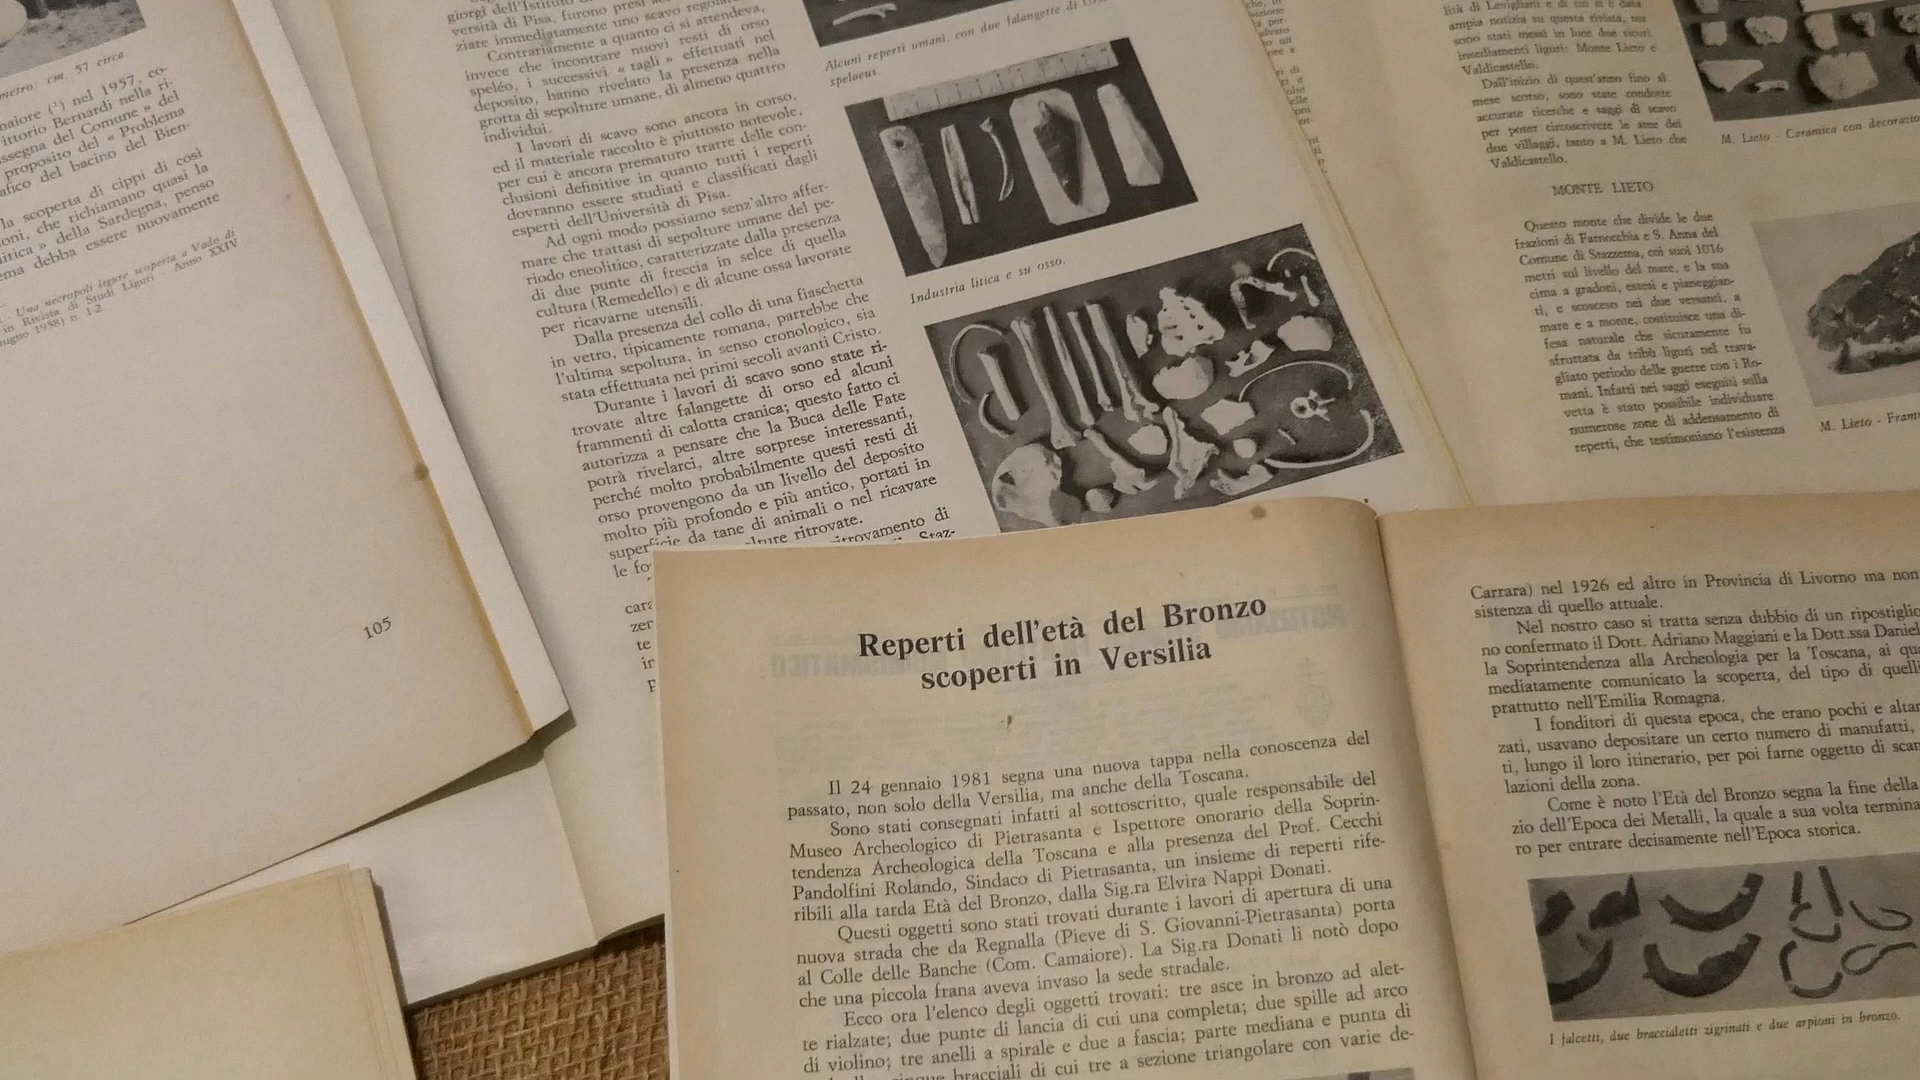 metro: cm. 57 circa
maiore (¹) nel 1957, co-
ittorio Bernardi nella ri-
ssegna del Comune » del
proposito del « Problema
afico del bacino del Bien-
la scoperta di cippi di così
oni, che richiamano quasi la
litica » della Sardegna, penso
ema debba essere nuovamente
Una necropoli ligure scoperta a Vado di
in Rivista di Studi Liguri - Anno XXIV
iugno 1958) n. 1-2.
105
giorgi dell'Istituto
versità di Pisa, furono presi
ziare immediatamente uno scavo regolare.
Contrariamente a quanto ci si attendeva,
invece che incontrare nuovi resti di orso
speléo, i successivi « tagli » effettuati nel
deposito, hanno rivelato la presenza nella
grotta di sepolture umane, di almeno quattro
individui.
I lavori di scavo sono ancora in corso,
ed il materiale raccolto è piuttosto notevole,
per cui è ancora prematuro trarre delle con-
clusioni definitive in quanto tutti i reperti
dovranno essere studiati e classificati dagli
esperti dell'Università di Pisa.
Ad ogni modo possiamo senz'altro affer-
mare che trattasi di sepolture umane del pe-
riodo eneolitico, caratterizzate dalla presenza
di due punte di freccia in selce di quella
cultura (Remedello) e di alcune ossa lavorate
per ricavarne utensili.
Dalla presenza del collo di una fiaschetta
in vetro, tipicamente romana, parrebbe che
l'ultima sepoltura, in senso cronologico, sia
stata effettuata nei primi secoli avanti Cristo.
Durante i lavori di scavo sono state ri-
trovate altre falangette di orso ed alcuni
frammenti di calotta cranica; questo fatto ci
autorizza a pensare che la Buca delle Fate
potrà rivelarci, altre sorprese interessanti,
perché molto probabilmente questi resti di
orso provengono da un livello del deposito
molto più profondo e più antico, portati in
superficie da tane di animali o nel ricavare
le fo lture ritrovate.
itrovamento di
Staz-
cara
zer
te
ir
Alcuni reperti umani, con due falangette di
spelaeus.
Industria litica e su osso.
lità di Levigliani e di cui si è data
ampia notizia su questa rivista, ma
sono stati messi in luce due sicuri
insediamenti liguri: Monte Lieto e
Valdicastello.
Dall'inizio di quest'anno fino al
mese scorso, sono state condotte
accurate ricerche e saggi di scavo
per poter circoscrivere le aree dei
due villaggi, tanto a M. Lieto che
Valdicastello.
MONTE LIETO
Questo monte che divide le due
frazioni di Farnocchia e S. Anna del
Comune di Stazzema, coi suoi 1016
metri sul livello del mare, e la sua
cima a gradoni, estesi e pianeggian-
ti, e scosceso nei due versanti, a
mare e a monte, costituisce una di-
fesa naturale che sicuramente fu
sfruttata da tribù liguri nel trava-
gliato periodo delle guerre con i Ro-
mani. Infatti nei saggi eseguiti sulla
vetta è stato possibile individuare
numerose zone di addensamento di
reperti, che testimoniano l'esistenza
M. Lieto - Ceramica con decorazio
M. Lieto - Fram
Reperti dell'età del Bronzo
scoperti in Versilia
Il 24 gennaio 1981 segna una nuova tappa nella conoscenza del
passato, non solo della Versilia, ma anche della Toscana.
Sono stati consegnati infatti al sottoscritto, quale responsabile del
Museo Archeologico di Pietrasanta e Ispettore onorario della Soprin-
tendenza Archeologica della Toscana e alla presenza del Prof. Cecchi
Pandolfini Rolando, Sindaco di Pietrasanta, un insieme di reperti rife-
ribili alla tarda Età del Bronzo, dalla Sig.ra Elvira Nappi Donati.
Questi oggetti sono stati trovati durante i lavori di apertura di una
nuova strada che da Regnalla (Pieve di S. Giovanni-Pietrasanta) porta
al Colle delle Banche (Com. Camaiore). La Sig.ra Donati li notò dopo
che una piccola frana aveva invaso la sede stradale.
Ecco ora l'elenco degli oggetti trovati: tre asce in bronzo ad alet-
te rialzate; due punte di lancia di cui una completa; due spille ad arco
di violino; tre anelli a spirale e due a fascia; parte mediana e punta di
cinque bracciali di cui tre a sezione triangolare con varie de-
Carrara) nel 1926 ed altro in Provincia di Livorno ma non
sistenza di quello attuale.
Nel nostro caso si tratta senza dubbio di un ripostiglio
no confermato il Dott. Adriano Maggiani e la Dott.ssa Daniel
la Soprintendenza alla Archeologia per la Toscana, ai qua
mediatamente comunicato la scoperta, del tipo di quelli
prattutto nell'Emilia Romagna.
I fonditori di questa epoca, che erano pochi e altam
zati, usavano depositare un certo numero di manufatti,
ti, lungo il loro itinerario, per poi farne oggetto di scam
lazioni della zona.
Come è noto l'Età del Bronzo segna la fine della
zio dell'Epoca dei Metalli, la quale a sua volta termina
ro per entrare decisamente nell'Epoca storica.
I falcetti, due braccialetti zigrinati e due arpioni in bronzo.